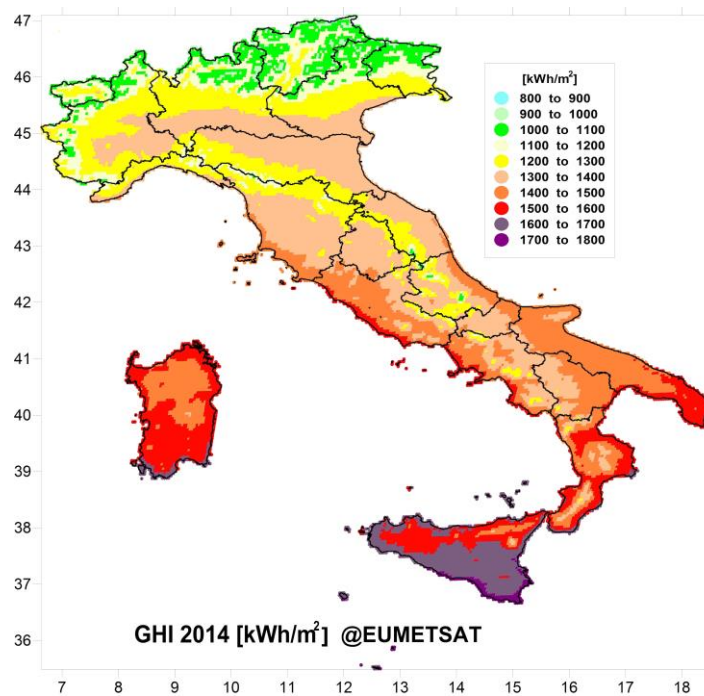 47
46
45
44
43
42
41
40
39
38
37
36
[kWh/m²]
800 to 900
900 to 1000
1000 to 1100
1100 to 1200
1200 to 1300
1300 to 1400
1400 to 1500
1500 to 1600
1600 to 1700
1700 to 1800
GHI 2014 [kWh/m²] @EUMETSAT
7 8 9 10 11 12 13 14 15 16 17 18